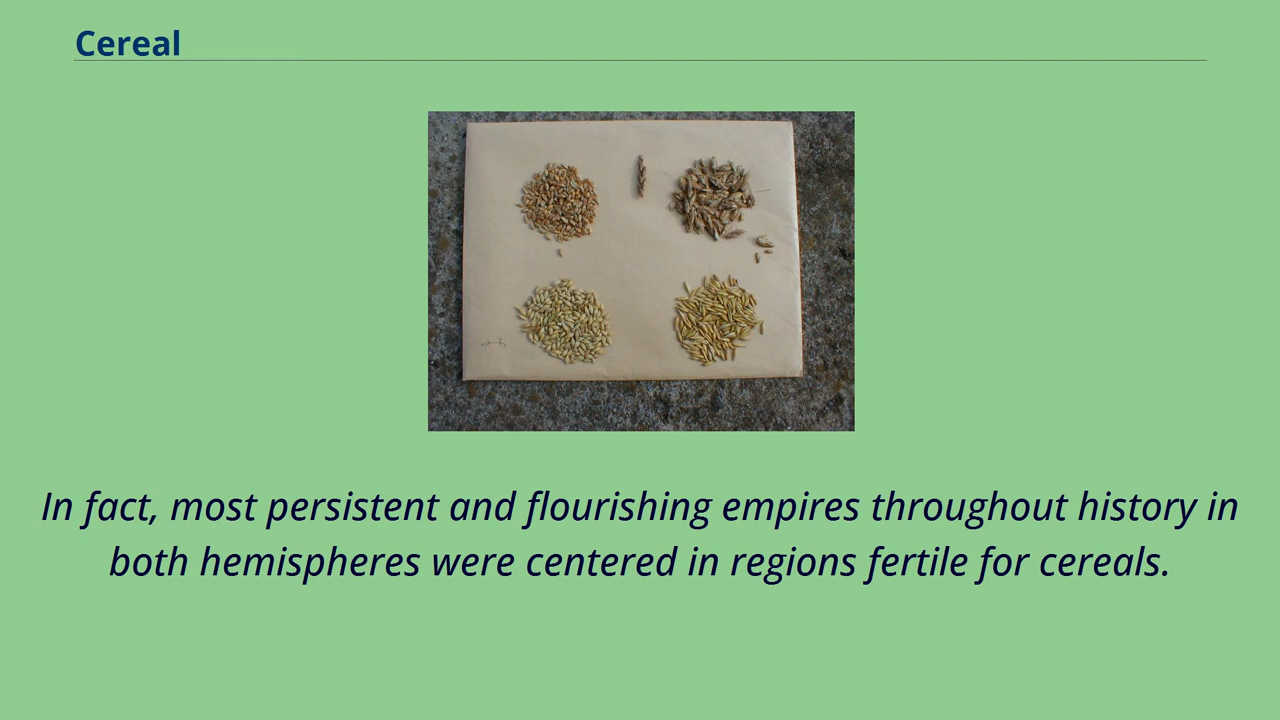 Cereal
In fact, most persistent and flourishing empires throughout history in
both hemispheres were centered in regions fertile for cereals.